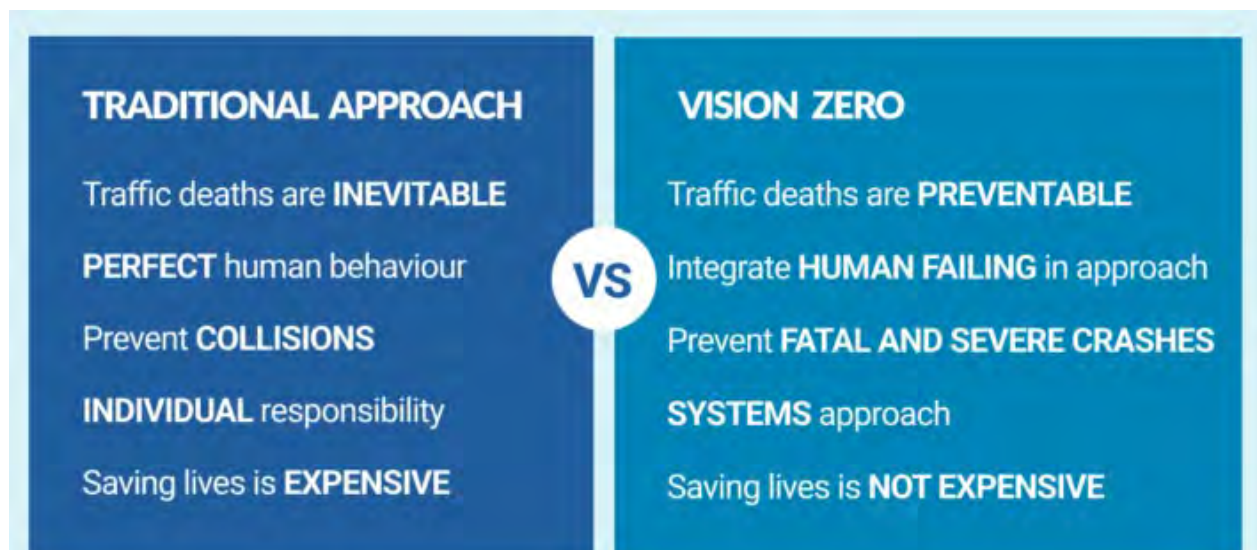 TRADITIONAL APPROACH
Traffic deaths are INEVITABLE
PERFECT human behaviour
Prevent COLLISIONS
INDIVIDUAL responsibility
Saving lives is EXPENSIVE
VS
VISION ZERO
Traffic deaths are PREVENTABLE
Integrate HUMAN FAILING in approach
Prevent FATAL AND SEVERE CRASHES
SYSTEMS approach
Saving lives is NOT EXPENSIVE